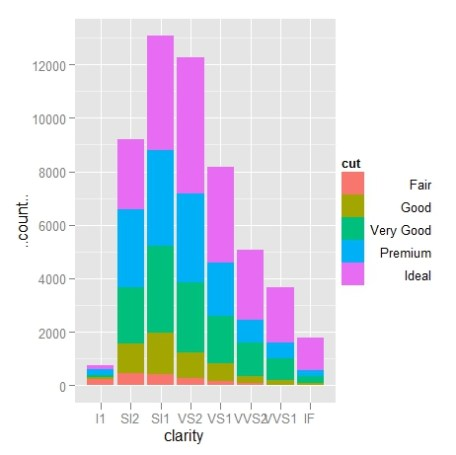 12000
10000
8000
6000
4000
2000
0
..count..
I1 SI2 SI1 VS2 VS1 VVS2 VVS1 IF
clarity
cut
Fair
Good
Very Good
Premium
Ideal